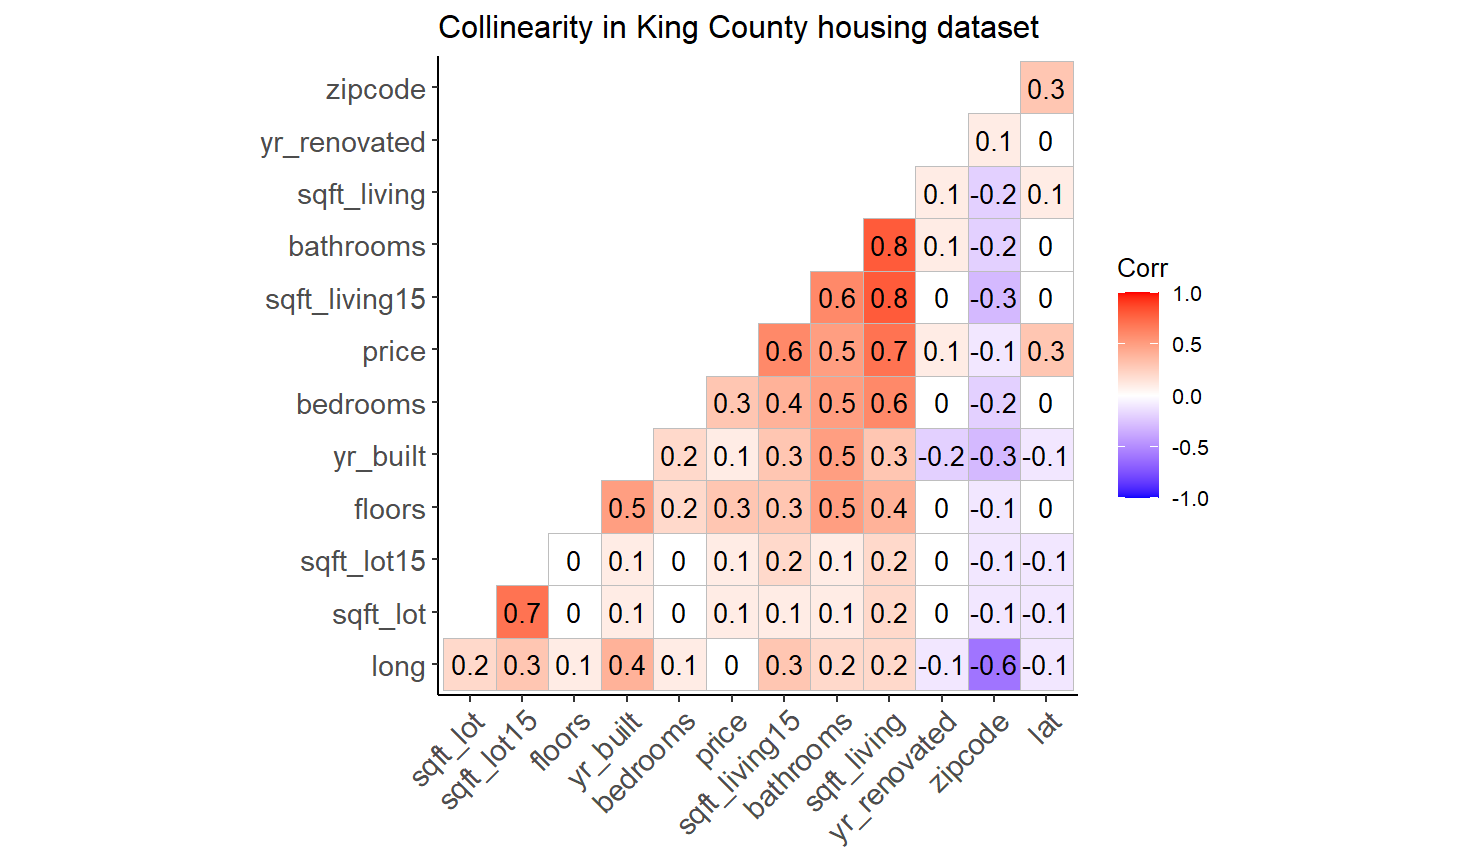 Collinearity in King County housing dataset
zipcode 0.3
yr_renovated 0.1 0
sqft_living 0.1 -0.2 0.1
bathrooms 0.8 0.1 -0.2 0
sqft_living15 0.6 0.8 0 -0.3 0
price 0.6 0.5 0.7 0.1 -0.1 0.3
bedrooms 0.3 0.4 0.5 0.6 0 -0.2 0
yr_built 0.2 0.1 0.3 0.5 0.3 -0.2 -0.3 -0.1
floors 0.5 0.2 0.3 0.3 0.5 0.4 0 -0.1 0
sqft_lot15 0 0.1 0 0.1 0.2 0.1 0.2 0 -0.1 -0.1
sqft_lot 0.7 0 0.1 0 0.1 0.1 0.1 0.2 0 -0.1 -0.1
long 0.2 0.3 0.1 0.4 0.1 0 0.3 0.2 0.2 -0.1 -0.6 -0.1
sqft_lot sqft_lot15 floors yr_built bedrooms price sqft_living15 bathrooms sqft_living yr_renovated zipcode lat
Corr
1.0
0.5
0.0
-0.5
-1.0